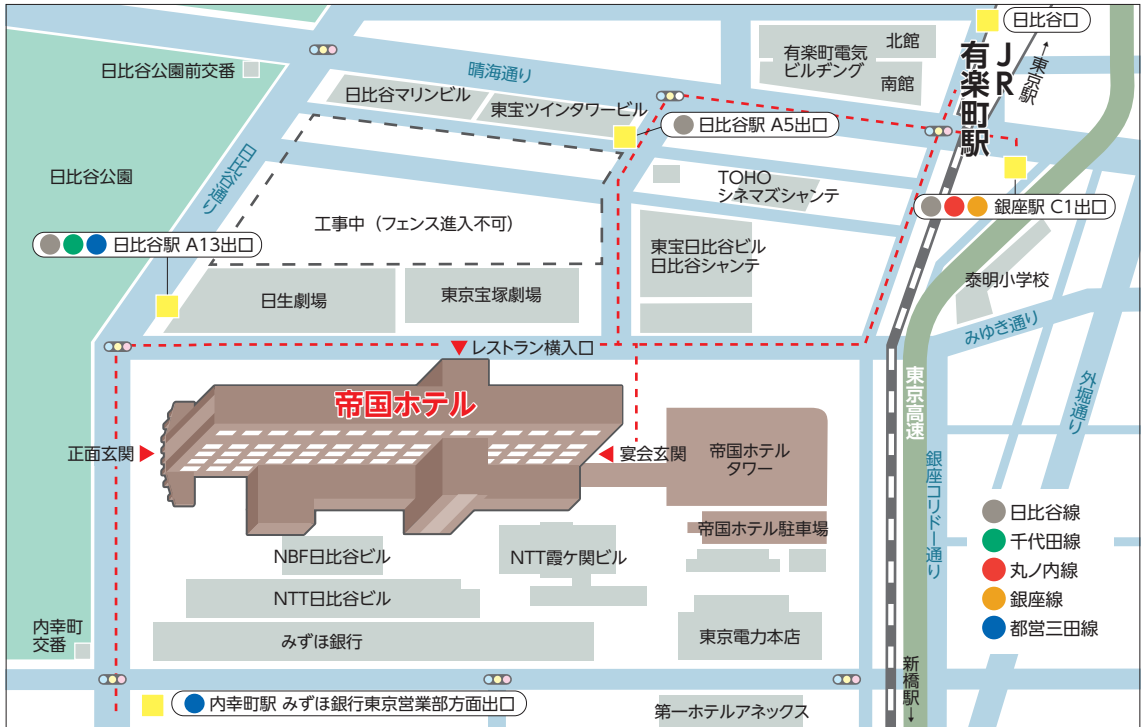 日比谷口
北館
有楽町電気
ビルヂング
南館
JR
有楽町駅
↑東京駅
日比谷公園前交番
晴海通り
日比谷マリンビル
東宝ツインタワービル
日比谷駅 A5出口
日比谷通り
日比谷公園
TOHO
シネマズシャンテ
銀座駅 C1出口
工事中（フェンス進入不可）
日比谷駅 A13出口
東宝日比谷ビル
日比谷シャンテ
泰明小学校
日生劇場
東京宝塚劇場
みゆき通り
レストラン横入口
外堀通り
東京高速
帝国ホテル
正面玄関
宴会玄関
帝国ホテル
タワー
銀座コリドー通り
帝国ホテル駐車場
日比谷線
千代田線
丸ノ内線
銀座線
都営三田線
NBF日比谷ビル
NTT霞ケ関ビル
NTT日比谷ビル
内幸町
交番
みずほ銀行
東京電力本店
新橋駅↓
内幸町駅 みずほ銀行東京営業部方面出口
第一ホテルアネックス